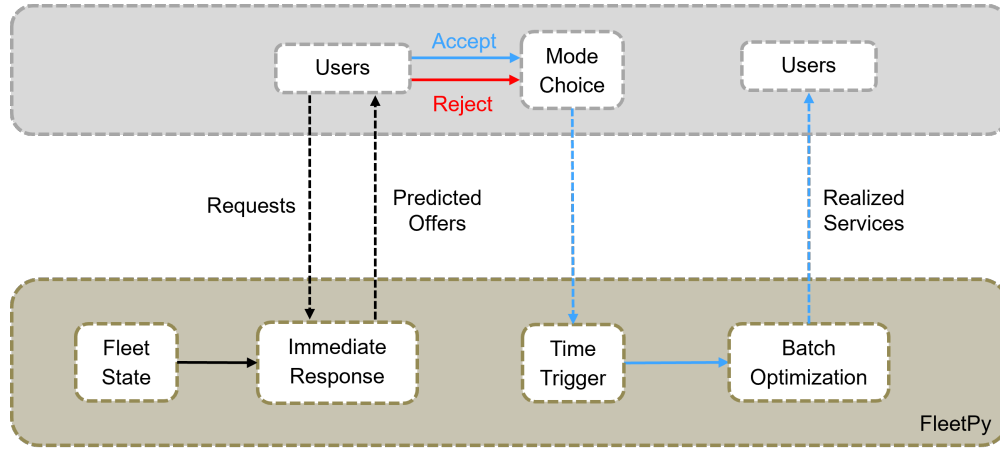 Users
Accept
Reject
Mode
Choice
Users
Requests
Predicted
Offers
Realized
Services
Fleet
State
Immediate
Response
Time
Trigger
Batch
Optimization
FleetPy